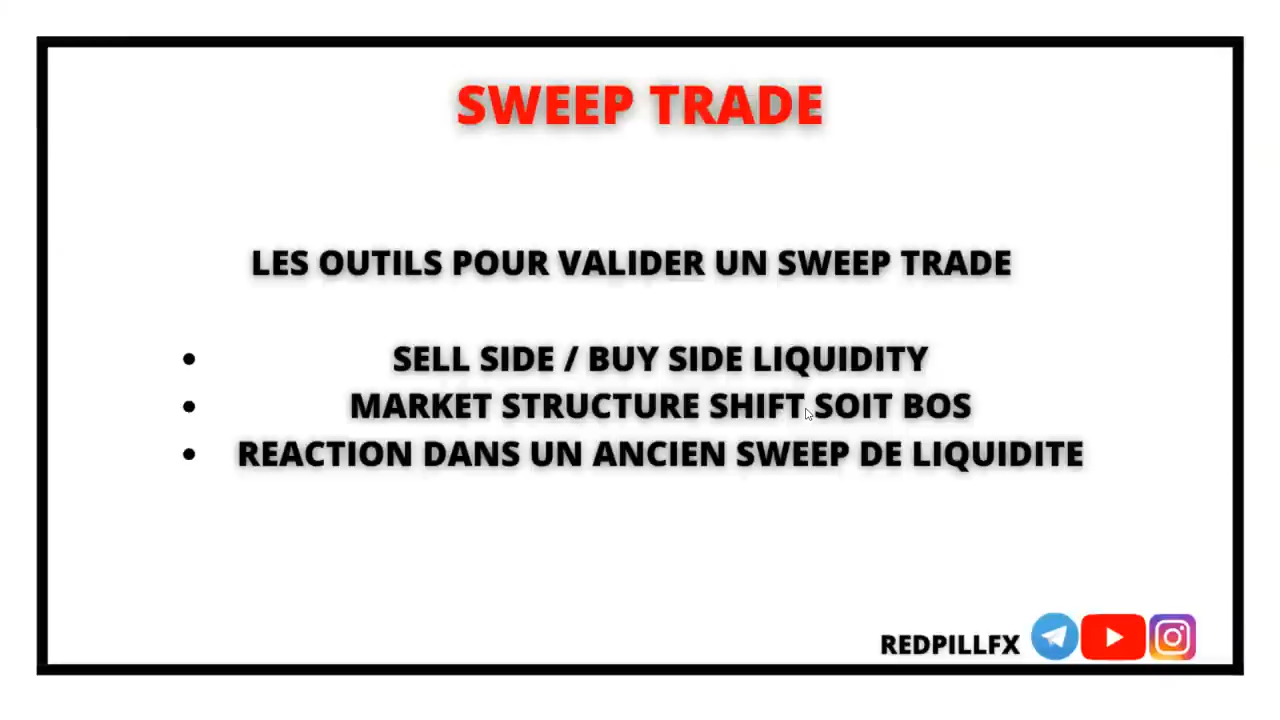 SWEEP TRADE
LES OUTILS POUR VALIDER UN SWEEP TRADE
• SELL SIDE / BUY SIDE LIQUIDITY
• MARKET STRUCTURE SHIFT SOIT BOS
• REACTION DANS UN ANCIEN SWEEP DE LIQUIDITE
REDPILLFX